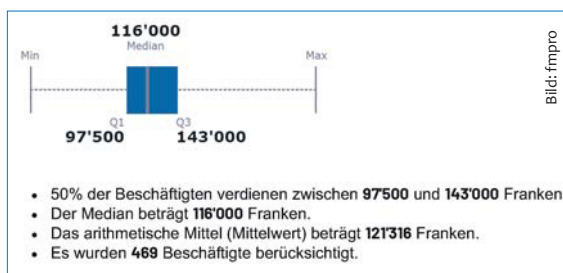 116'000
Median
Min
Max
Q1
Q3
97'500
143'000
Bild: fmpro
• 50% der Beschäftigten verdienen zwischen 97'500 und 143'000 Franken
• Der Median beträgt 116'000 Franken.
• Das arithmetische Mittel (Mittelwert) beträgt 121'316 Franken.
• Es wurden 469 Beschäftigte berücksichtigt.